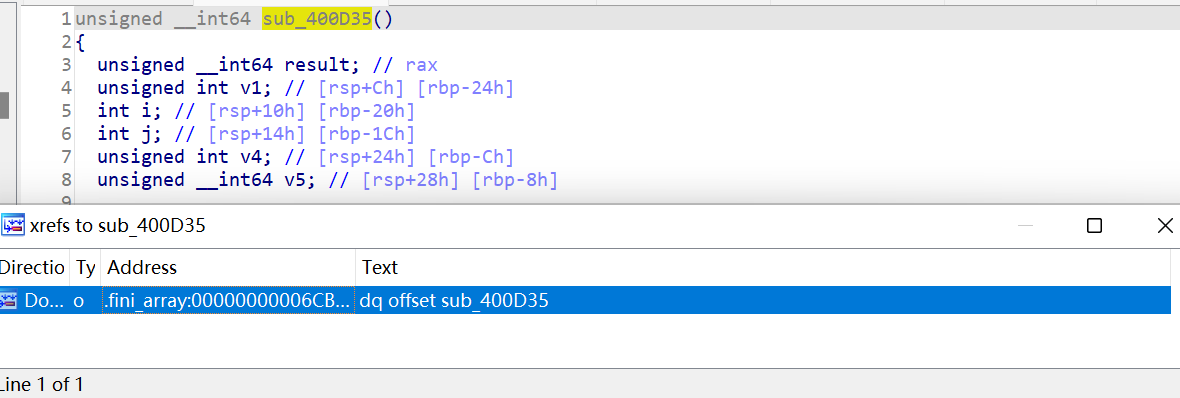 1 unsigned __int64 sub_400D35()
2 {
3 unsigned __int64 result; // rax
4 unsigned int v1; // [rsp+Ch] [rbp-24h]
5 int i; // [rsp+10h] [rbp-20h]
6 int j; // [rsp+14h] [rbp-1Ch]
7 unsigned int v4; // [rsp+24h] [rbp-Ch]
8 unsigned __int64 v5; // [rsp+28h] [rbp-8h]
9
xrefs to sub_400D35
Directio Ty Address Text
Do... o .fini_array:00000000006CB... dq offset sub_400D35
Line 1 of 1